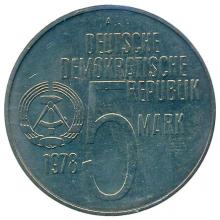 A
DEUTSCHE
DEMOKRATISCHE
REPUBLIK
5 MARK
1978